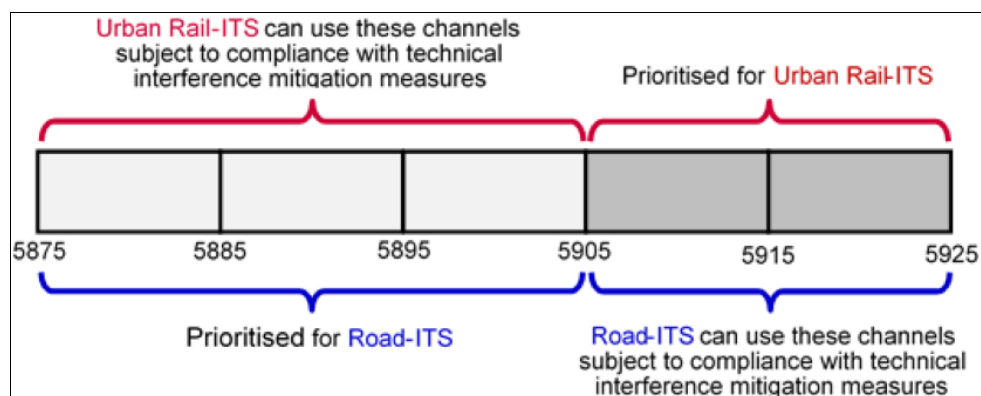 Urban Rail-ITS can use these channels
subject to compliance with technical
interference mitigation measures
Prioritised for Urban Rail-ITS
5875
5885
5895
5905
5915
5925
Prioritised for Road-ITS
Road-ITS can use these channels
subject to compliance with technical
interference mitigation measures